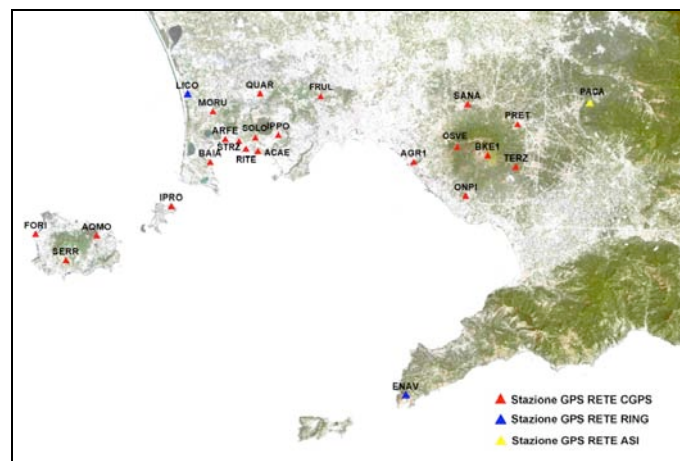 LICO
QUAR
FRUL
MORU
SANA
PACA
PRET
ARFE
SOLO
IPPO
STRZ
RITE
ACAE
BAIA
AGR1
OSVE
BKE1
TERZ
ONPI
IPRO
FORI
AQMO
SERR
ENAV
Stazione GPS RETE CGPS
Stazione GPS RETE RING
Stazione GPS RETE ASI